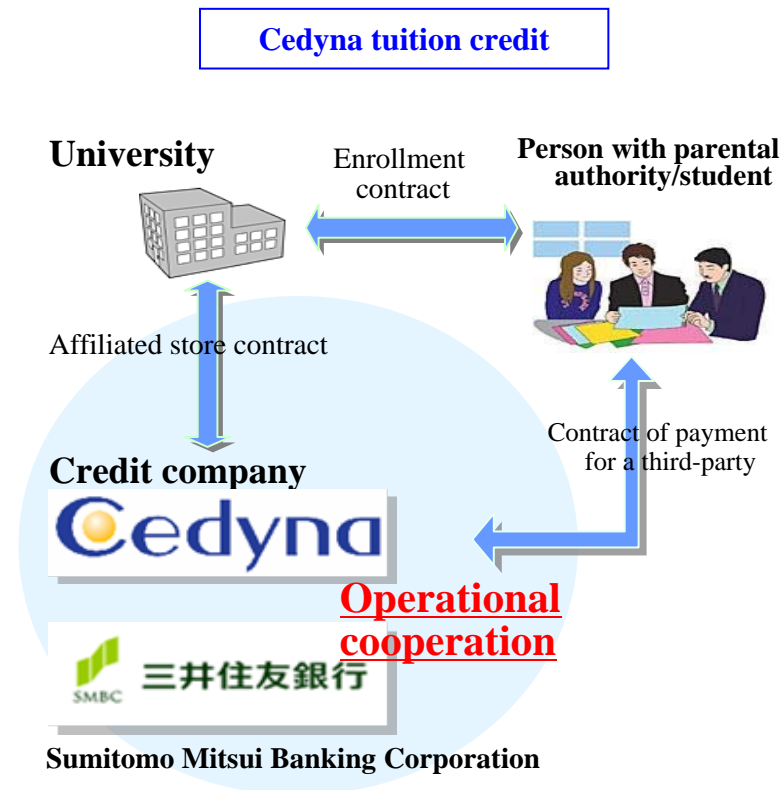 Cedyna tuition credit
University
Enrollment
contract
Person with parental
authority/student
Affiliated store contract
Contract of payment
for a third-party
Credit company
Cedyna
Operational
cooperation
SMBC 三井住友銀行
Sumitomo Mitsui Banking Corporation